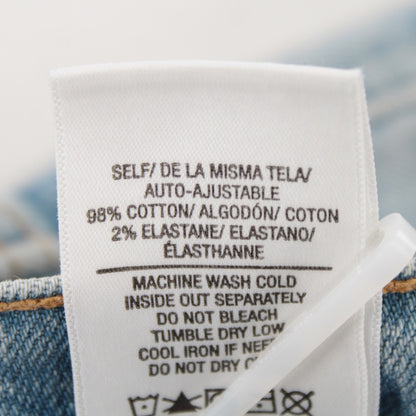 SELF/ DE LA MISMA TELA/
AUTO-AJUSTABLE
98% COTTON/ ALGODÓN/ COTON
2% ELASTANE/ ELASTANO/
ÉLASTHANNE
MACHINE WASH COLD
INSIDE OUT SEPARATELY
DO NOT BLEACH
TUMBLE DRY LOW
COOL IRON IF
DO NOT DRY